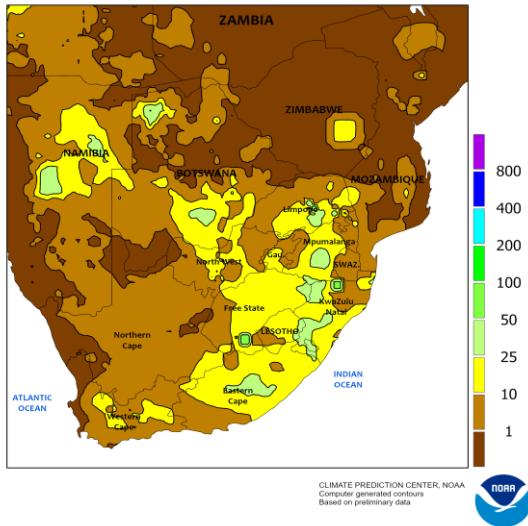 ZAMBIA
ZIMBABWE
NAMIBIA
BOTSWANA
MOZAMBIQUE
Limpopo
Mpumalanga
North West
Gau.
SWAZ.
Free State
KwaZulu
Natal
LESOTHO
Northern
Cape
Eastern
Cape
Western
Cape
ATLANTIC
OCEAN
INDIAN
OCEAN
800
400
200
100
50
25
10
1
CLIMATE PREDICTION CENTER, NOAA
Computer generated contours
Based on preliminary data
NOAA